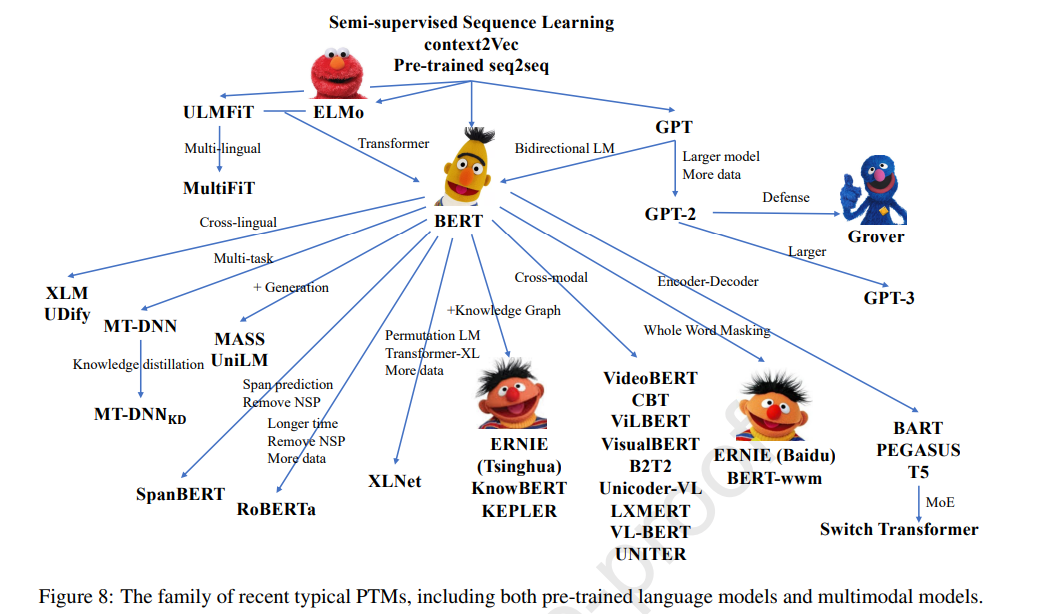 Semi-supervised Sequence Learning
context2Vec
Pre-trained seq2seq
ULMFiT
ELMo
GPT
Multi-lingual
Transformer
Bidirectional LM
Larger model
More data
MultiFiT
Defense
GPT-2
BERT
Grover
Cross-lingual
Larger
Multi-task
Cross-modal
Encoder-Decoder
+ Generation
XLM
UDify
GPT-3
+Knowledge Graph
MT-DNN
Whole Word Masking
MASS
UniLM
Permutation LM
Transformer-XL
More data
Knowledge distillation
Span prediction
Remove NSP
MT-DNNKD
Longer time
Remove NSP
More data
VideoBERT
CBT
ViLBERT
VisualBERT
B2T2
Unicoder-VL
LXMERT
VL-BERT
UNITER
ERNIE
(Tsinghua)
KnowBERT
KEPLER
ERNIE (Baidu)
BERT-wwm
BART
PEGASUS
T5
XLNet
SpanBERT
RoBERTa
MoE
Switch Transformer
Figure 8: The family of recent typical PTMs, including both pre-trained language models and multimodal models.